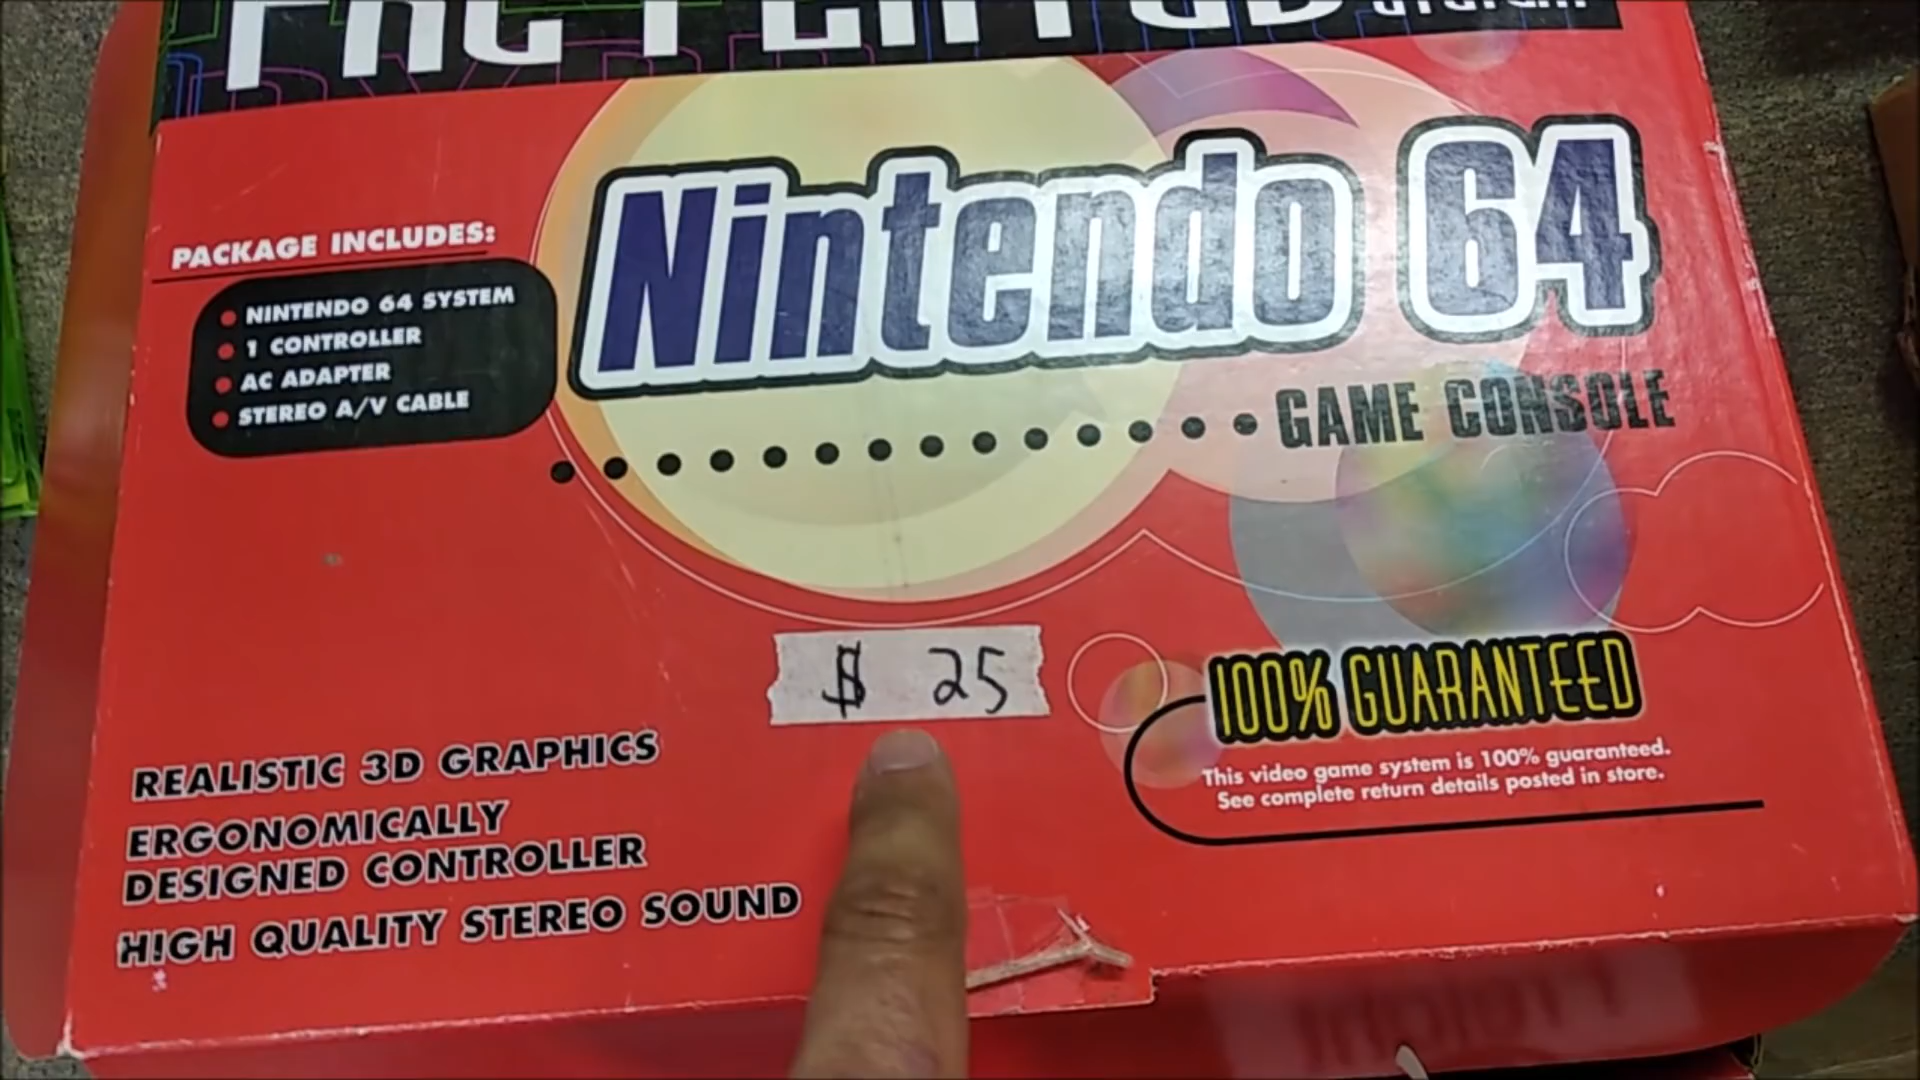 Nintendo 64
GAME CONSOLE
PACKAGE INCLUDES:
NINTENDO 64 SYSTEM
1 CONTROLLER
AC ADAPTER
STEREO A/V CABLE
$ 25
100% GUARANTEED
This video game system is 100% guaranteed.
See complete return details posted in store.
REALISTIC 3D GRAPHICS
ERGONOMICALLY
DESIGNED CONTROLLER
HIGH QUALITY STEREO SOUND